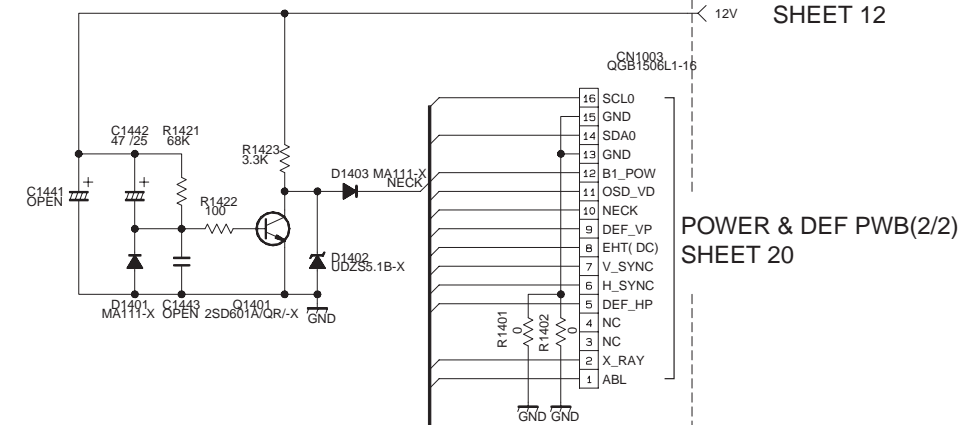 12V
SHEET 12
CN1003
QGB1506L1-16
16 SCL0
15 GND
14 SDA0
13 GND
12 B1_POW
11 OSD_VD
10 NECK
9 DEF_VP
8 EHT( DC)
7 V_SYNC
6 H_SYNC
5 DEF_HP
4 NC
3 NC
2 X_RAY
1 ABL
POWER & DEF PWB(2/2)
SHEET 20
C1442
47 /25
R1421
68K
R1423
3.3K
D1403 MA111-X
NECK
C1441
OPEN
+
+
R1422
100
D1402
UDZS5.1B-X
D1401
MA111-X
C1443
OPEN
Q1401
2SD601A/QR/-X
GND
R1401
0
R1402
0
GND
GND